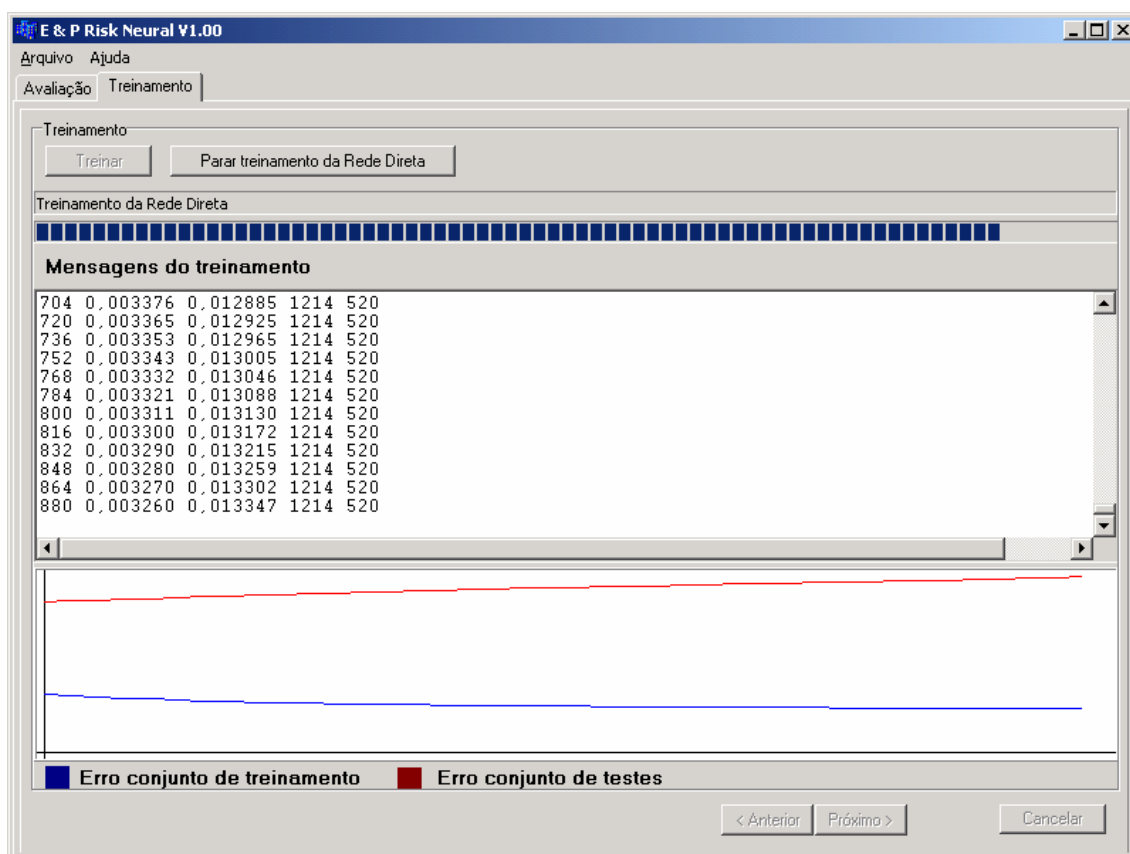 E & P Risk Neural V1.00
Arquivo Ajuda
Avaliação Treinamento
Treinamento
Treinar Parar treinamento da Rede Direta
Treinamento da Rede Direta
Mensagens do treinamento
704 0,003376 0,012885 1214 520
720 0,003365 0,012925 1214 520
736 0,003353 0,012965 1214 520
752 0,003343 0,013005 1214 520
768 0,003332 0,013046 1214 520
784 0,003321 0,013088 1214 520
800 0,003311 0,013130 1214 520
816 0,003300 0,013172 1214 520
832 0,003290 0,013215 1214 520
848 0,003280 0,013259 1214 520
864 0,003270 0,013302 1214 520
880 0,003260 0,013347 1214 520
Erro conjunto de treinamento Erro conjunto de testes
< Anterior Próximo > Cancelar